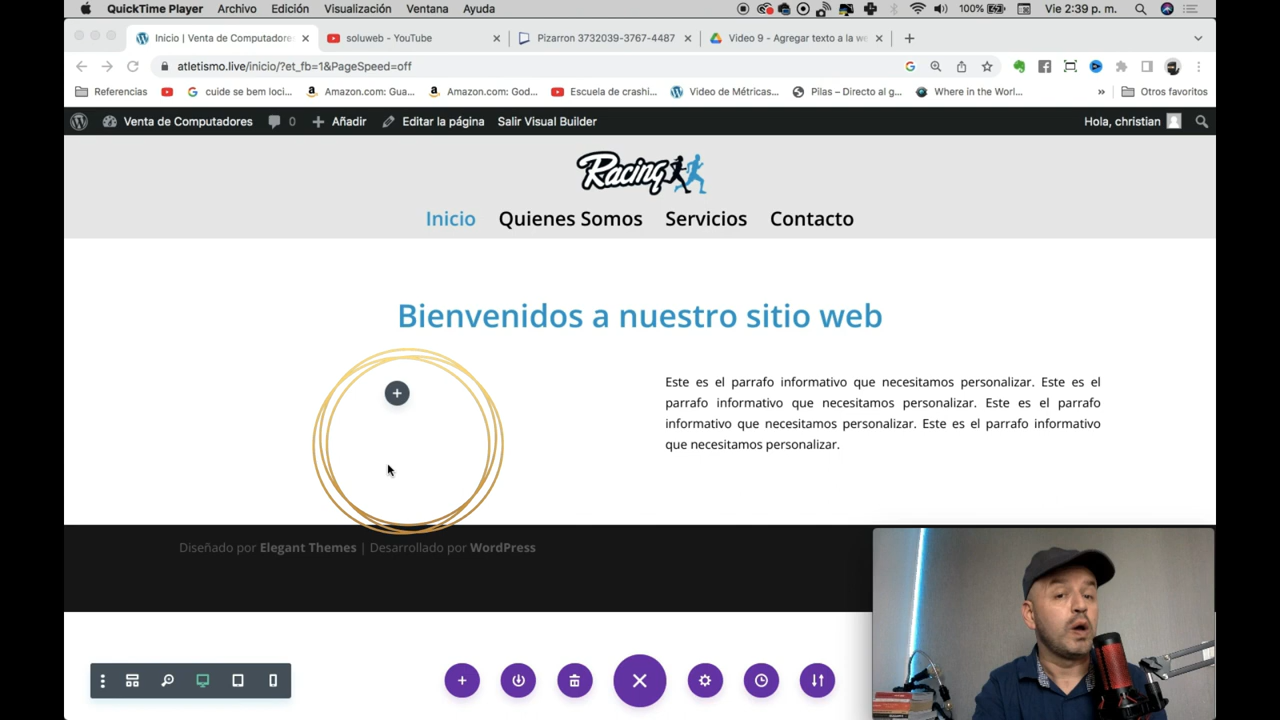 QuickTime Player Archivo Edición Visualización Ventana Ayuda 100% Vie 2:39 p. m.
Inicio | Venta de Computadore soluweb - YouTube Pizarron 3732039-3767-4487 Video 9 - Agregar texto a la we
atletismo.live/inicio/?et_fb=1&PageSpeed=off
Referencias cuide se bem loci... Amazon.com: Gua... Amazon.com: God... Escuela de crashi... Video de Métricas... Pilas – Directo al g... Where in the Worl... » Otros favoritos
Venta de Computadores 0 Añadir Editar la página Salir Visual Builder Hola, christian
Racing
Inicio Quienes Somos Servicios Contacto
Bienvenidos a nuestro sitio web
Este es el parrafo informativo que necesitamos personalizar. Este es el
parrafo informativo que necesitamos personalizar. Este es el parrafo
informativo que necesitamos personalizar. Este es el parrafo informativo
que necesitamos personalizar.
Diseñado por Elegant Themes | Desarrollado por WordPress